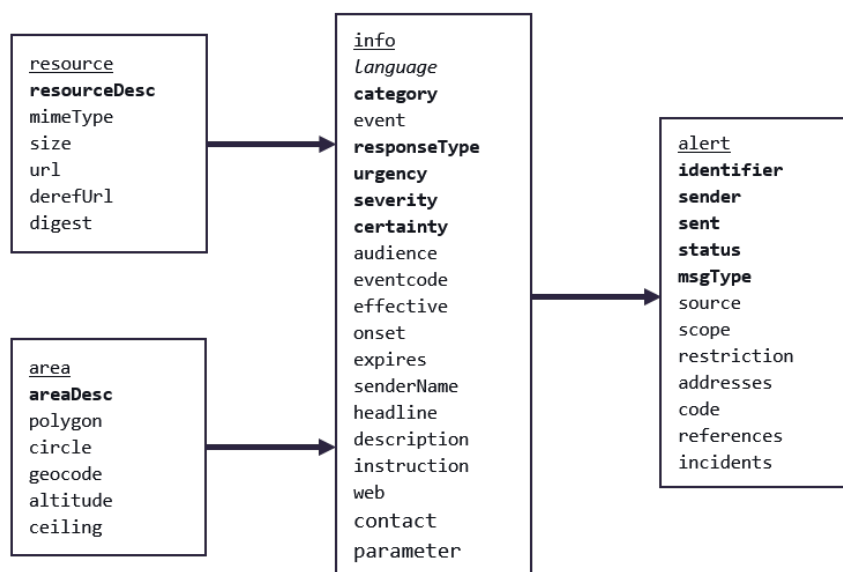 resource
resourceDesc
mimeType
size
url
derefUrl
digest
area
areaDesc
polygon
circle
geocode
altitude
ceiling
info
language
category
event
responseType
urgency
severity
certainty
audience
eventcode
effective
onset
expires
senderName
headline
description
instruction
web
contact
parameter
alert
identifier
sender
sent
status
msgType
source
scope
restriction
addresses
code
references
incidents